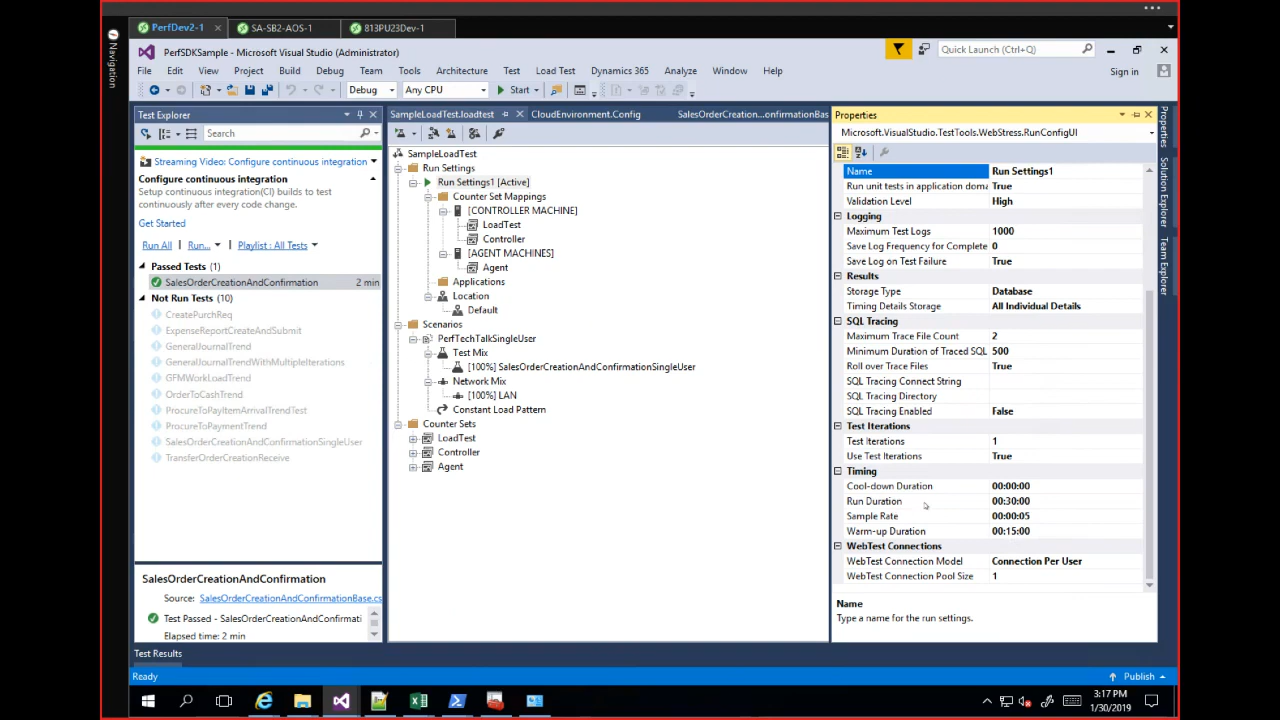 PerfDev2-1
SA-SB2-AOS-1
813PU23Dev-1
Navigation
PerfSDKSample - Microsoft Visual Studio (Administrator)
Quick Launch (Ctrl+Q)
File Edit View Project Build Debug Team Tools Architecture Test Load Test Dynamics 365 Analyze Window Help
Sign in
Debug
Any CPU
Start
Test Explorer
Search
Streaming Video: Configure continuous integration
Configure continuous integration
Setup continuous integration(CI) builds to test
continuously after every code change.
Get Started
Run All | Run... | Playlist : All Tests
Passed Tests (1)
SalesOrderCreationAndConfirmation 2 min
Not Run Tests (10)
CreatePurchReq
ExpenseReportCreateAndSubmit
GeneralJournalTrend
GeneralJournalTrendWithMultipleIterations
GFMWorkLoadTrend
OrderToCashTrend
ProcureToPayItemArrivalTrendTest
ProcureToPaymentTrend
SalesOrderCreationAndConfirmationSingleUser
TransferOrderCreationReceive
SalesOrderCreationAndConfirmation
Source: SalesOrderCreationAndConfirmationBase.cs
Test Passed - SalesOrderCreationAndConfirmati
Elapsed time: 2 min
Test Results
SampleLoadTest.loadtest
CloudEnvironment.Config
SalesOrderCreation...onfirmationBas
SampleLoadTest
Run Settings
Run Settings1 [Active]
Counter Set Mappings
[CONTROLLER MACHINE]
LoadTest
Controller
[AGENT MACHINES]
Agent
Applications
Location
Default
Scenarios
PerfTechTalkSingleUser
Test Mix
[100%] SalesOrderCreationAndConfirmationSingleUser
Network Mix
[100%] LAN
Constant Load Pattern
Counter Sets
LoadTest
Controller
Agent
Properties
Microsoft.VisualStudio.TestTools.WebStress.RunConfigUI
Name Run Settings1
Run unit tests in application doma True
Validation Level High
Logging
Maximum Test Logs 1000
Save Log Frequency for Complete 0
Save Log on Test Failure True
Results
Storage Type Database
Timing Details Storage All Individual Details
SQL Tracing
Maximum Trace File Count 2
Minimum Duration of Traced SQL 500
Roll over Trace Files True
SQL Tracing Connect String
SQL Tracing Directory
SQL Tracing Enabled False
Test Iterations
Test Iterations 1
Use Test Iterations True
Timing
Cool-down Duration 00:00:00
Run Duration 00:30:00
Sample Rate 00:00:05
Warm-up Duration 00:15:00
WebTest Connections
WebTest Connection Model Connection Per User
WebTest Connection Pool Size 1
Name
Type a name for the run settings.
Properties
Solution Explorer
Team Explorer
Ready
Publish
3:17 PM
1/30/2019